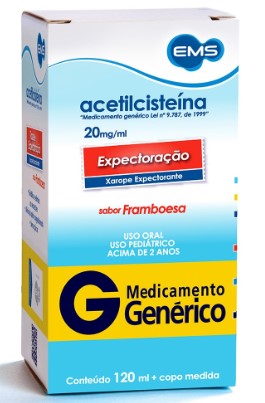 EMS
acetilcisteína
"Medicamento genérico Lei nº 9.787, de 1999"
20mg/ml
Expectoração
Xarope Expectorante
sabor Framboesa
USO ORAL
USO PEDIÁTRICO
ACIMA DE 2 ANOS
G Medicamento
Genérico
Conteúdo 120 ml + copo medida